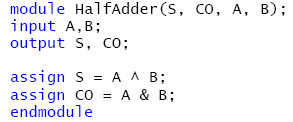 module HalfAdder(S, CO, A, B);
input A,B;
output S, CO;
assign S = A ^ B;
assign CO = A & B;
endmodule